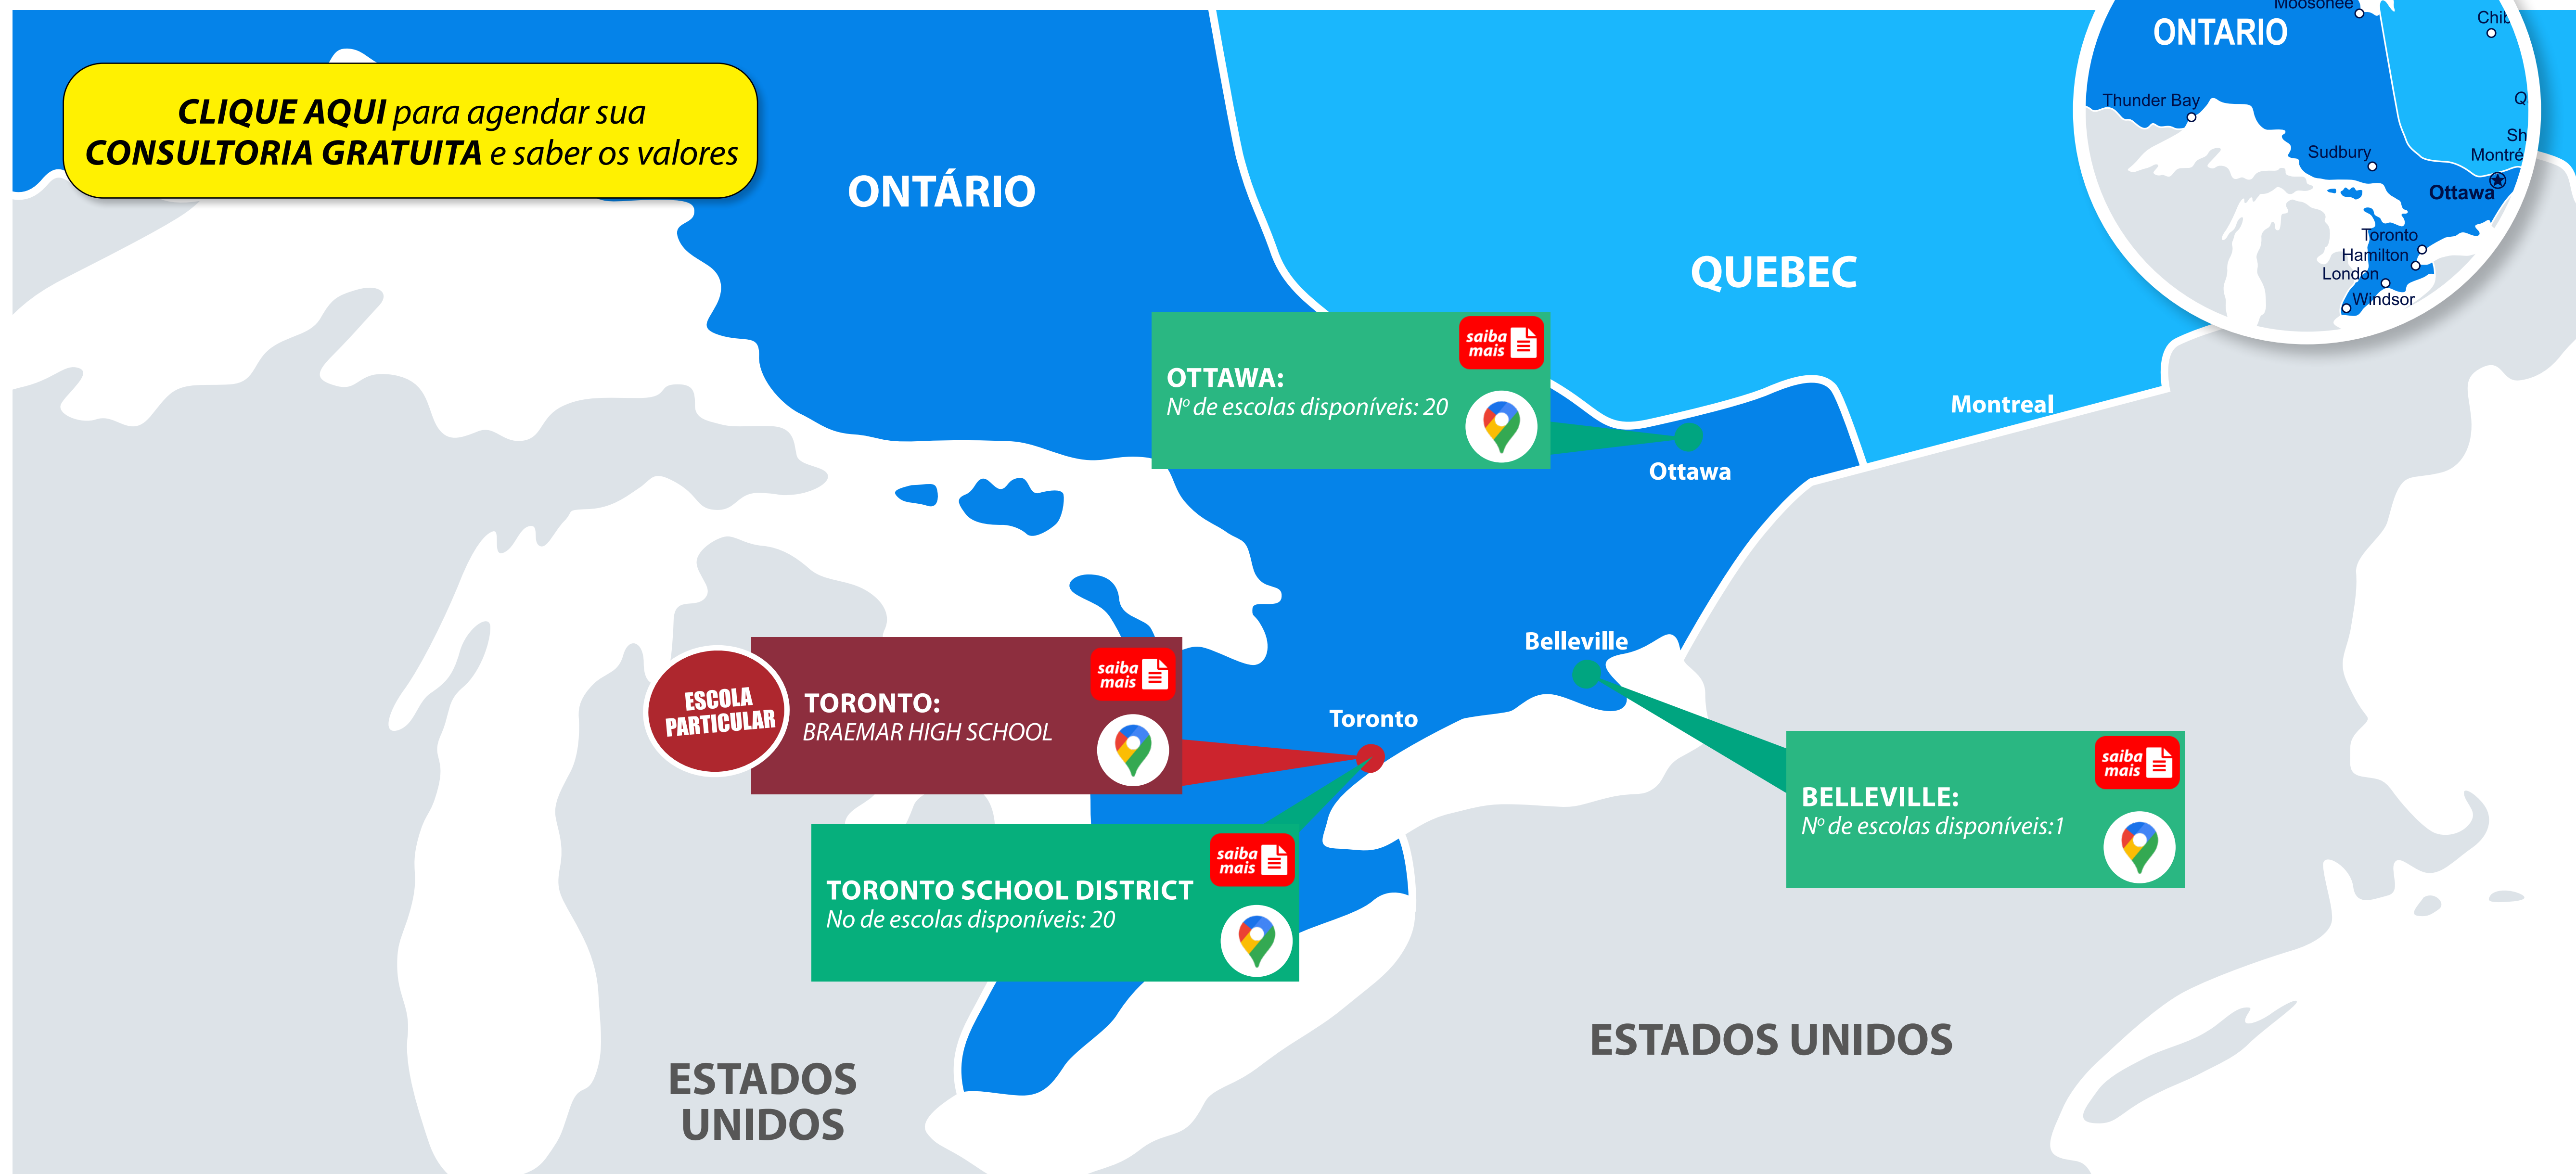 CLIQUE AQUI para agendar sua
CONSULTORIA GRATUITA e saber os valores
ONTÁRIO
QUEBEC
Moosonee
ONTARIO
Thunder Bay
Sudbury
Ottawa
Toronto
Hamilton
London
Windsor
OTTAWA:
Nº de escolas disponíveis: 20
saiba
mais
Montreal
Ottawa
Belleville
ESCOLA
PARTICULAR
TORONTO:
BRAEMAR HIGH SCHOOL
saiba
mais
Toronto
BELLEVILLE:
Nº de escolas disponíveis:1
saiba
mais
TORONTO SCHOOL DISTRICT
No de escolas disponíveis: 20
saiba
mais
ESTADOS UNIDOS
ESTADOS
UNIDOS